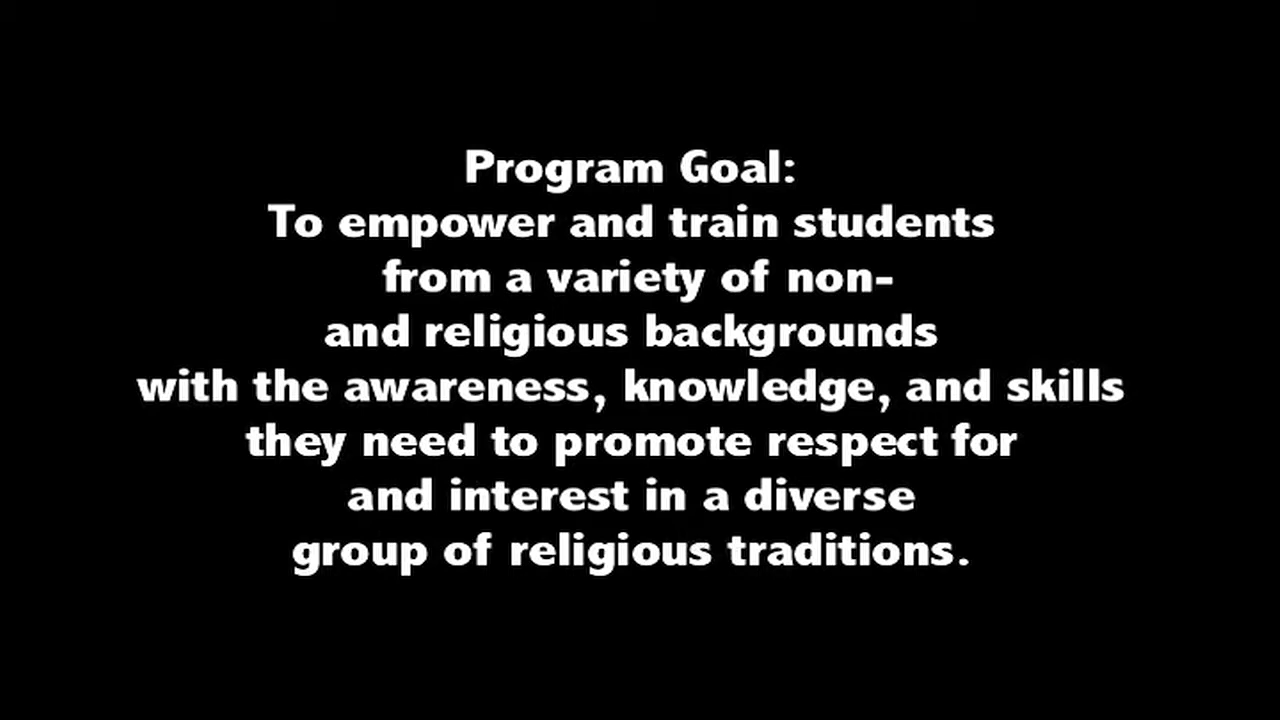 Program Goal:
To empower and train students
from a variety of non-
and religious backgrounds
with the awareness, knowledge, and skills
they need to promote respect for
and interest in a diverse
group of religious traditions.